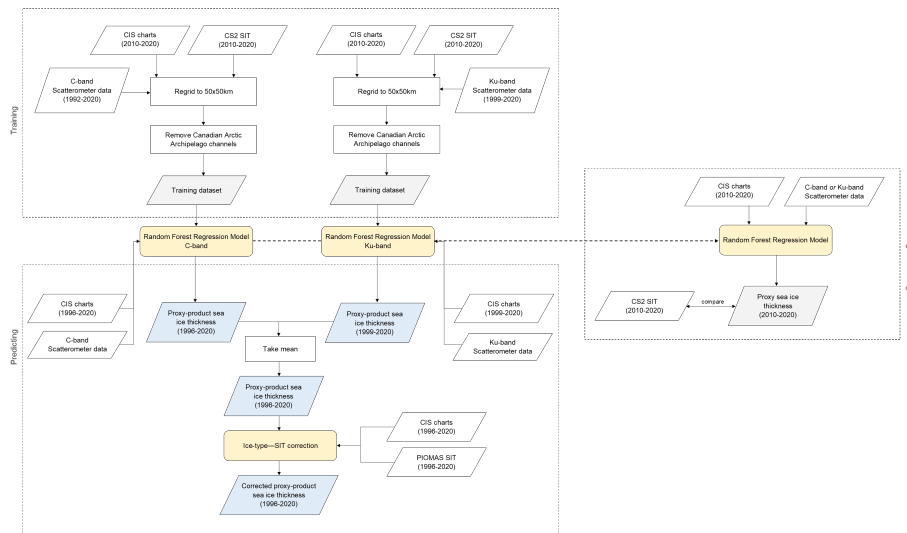 Training
CIS charts
(2010-2020)
CS2 SIT
(2010-2020)
C-band
Scatterometer data
(1992-2020)
Regrid to 50x50km
Remove Canadian Arctic
Archipelago channels
Training dataset
CIS charts
(2010-2020)
CS2 SIT
(2010-2020)
Ku-band
Scatterometer data
(1999-2020)
Regrid to 50x50km
Remove Canadian Arctic
Archipelago channels
Training dataset
Random Forest Regression Model
C-band
Random Forest Regression Model
Ku-band
Predicting
CIS charts
(1996-2020)
C-band
Scatterometer data
Proxy-product sea
ice thickness
(1996-2020)
Proxy-product sea
ice thickness
(1999-2020)
CIS charts
(1999-2020)
Ku-band
Scatterometer data
Take mean
Proxy-product sea
ice thickness
(1996-2020)
Ice-type—SIT correction
CIS charts
(1996-2020)
PIOMAS SIT
(1996-2020)
Corrected proxy-product
sea ice thickness
(1996-2020)
CIS charts
(2010-2020)
C-band or Ku-band
Scatterometer data
Random Forest Regression Model
CS2 SIT
(2010-2020)
compare
Proxy sea ice
thickness
(2010-2020)